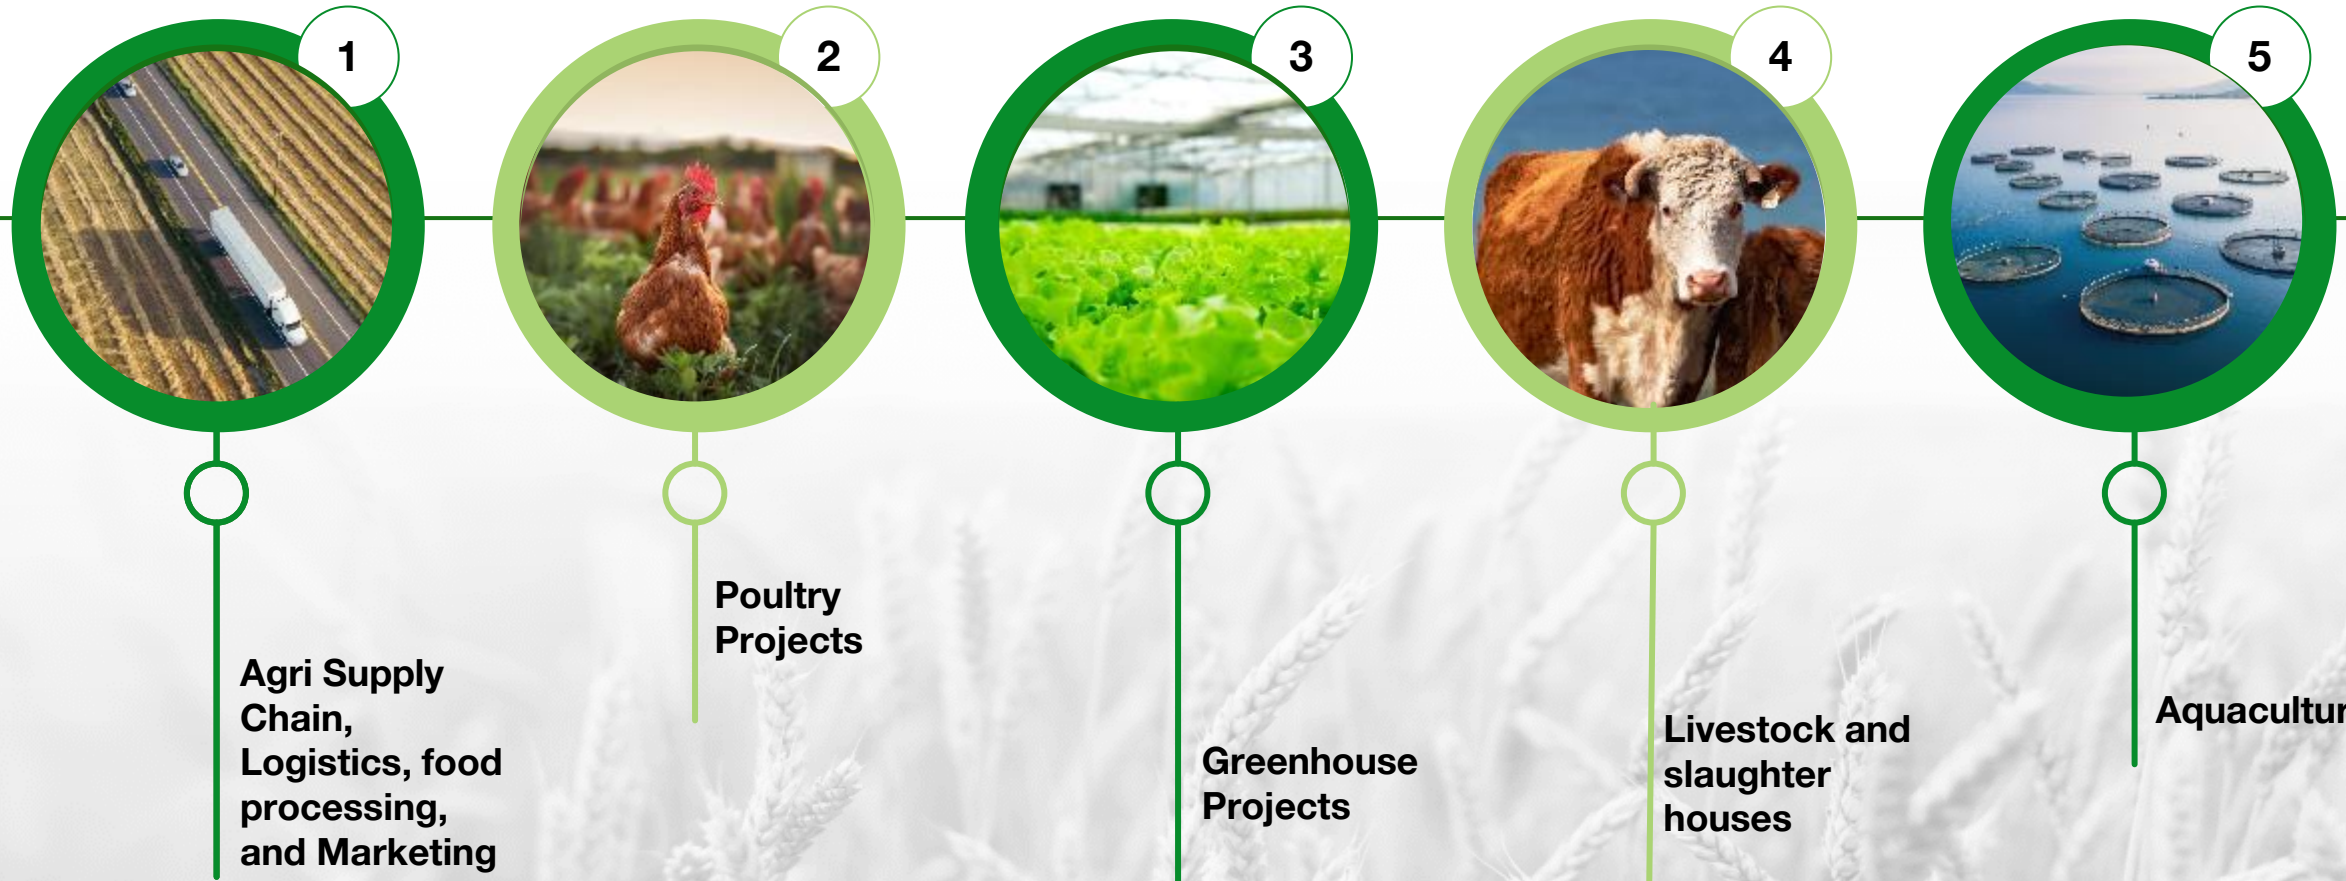 1
2
3
4
5
Agri Supply
Chain,
Logistics, food
processing,
and Marketing
Poultry
Projects
Greenhouse
Projects
Livestock and
slaughter
houses
Aquacultur